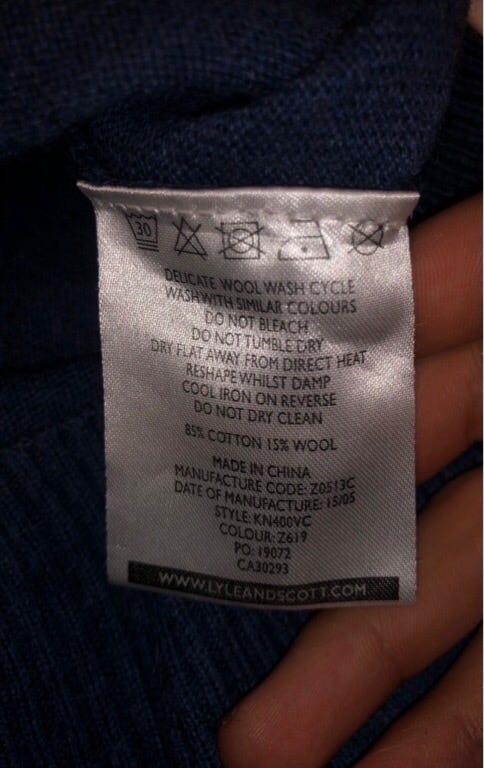 30
DELICATE WOOL WASH CYCLE
WASH WITH SIMILAR COLOURS
DO NOT BLEACH
DO NOT TUMBLE DRY
DRY FLAT AWAY FROM DIRECT HEAT
RESHAPE WHILST DAMP
COOL IRON ON REVERSE
DO NOT DRY CLEAN
85% COTTON 15% WOOL
MADE IN CHINA
MANUFACTURE CODE: Z0513C
DATE OF MANUFACTURE: 15/05
STYLE: KN400VC
COLOUR: Z619
PO: 19072
CA30293
WWW.LYLEANDSCOTT.COM